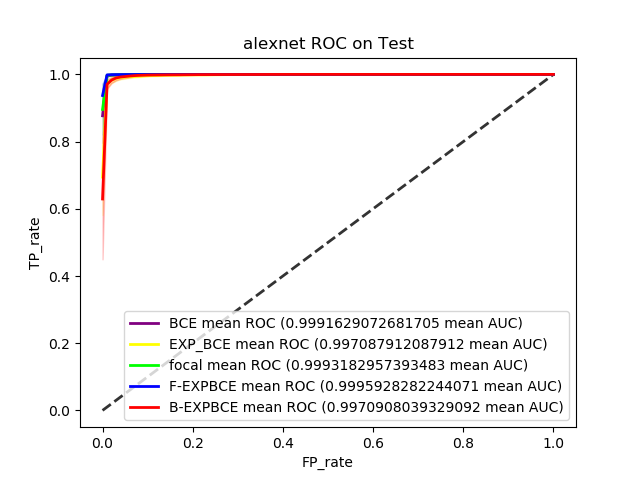 alexnet ROC on Test
TP_rate
1.0
0.8
0.6
0.4
0.2
0.0
BCE mean ROC (0.9991629072681705 mean AUC)
EXP_BCE mean ROC (0.997087912087912 mean AUC)
focal mean ROC (0.9993182957393483 mean AUC)
F-EXPBCE mean ROC (0.9995928282244071 mean AUC)
B-EXPBCE mean ROC (0.9970908039329092 mean AUC)
0.0 0.2 0.4 0.6 0.8 1.0
FP_rate